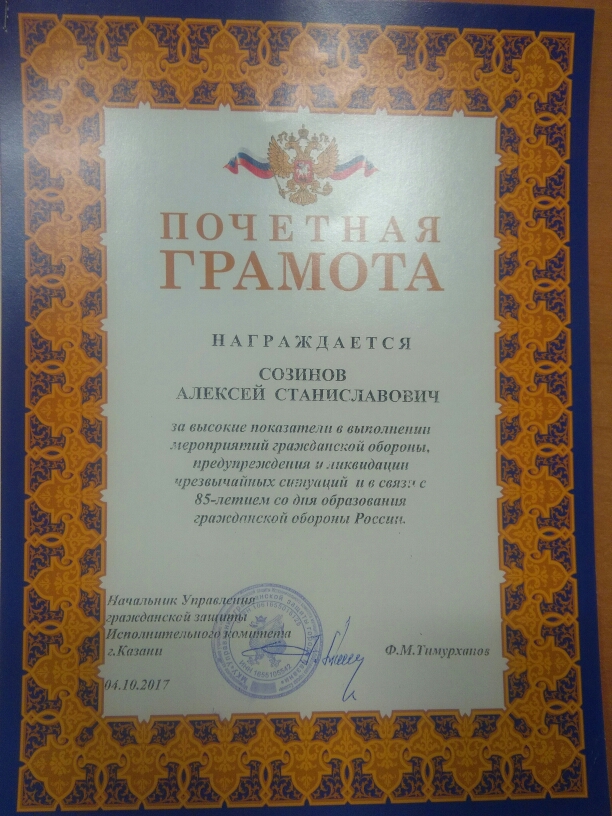 ПОЧЕТНАЯ
ГРАМОТА
НАГРАЖДАЕТСЯ
СОЗИНОВ
АЛЕКСЕЙ СТАНИСЛАВОВИЧ
за высокие показатели в выполнении
мероприятий гражданской обороны,
предупреждения и ликвидации
чрезвычайных ситуаций и в связи с
85-летием со дня образования
гражданской обороны России.
Начальник Управления
гражданской защиты
Исполнительного комитета
г.Казани
Ф.М.Тимурханов
04.10.2017